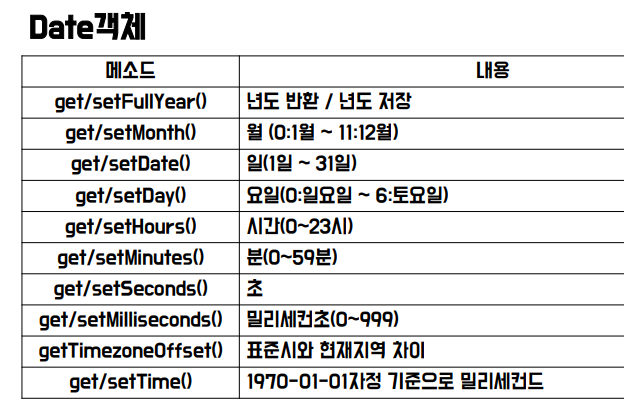 Date객체
메소드 내용
get/setFullYear() 년도 반환 / 년도 저장
get/setMonth() 월 (0:1월 ~ 11:12월)
get/setDate() 일(1일 ~ 31일)
get/setDay() 요일(0:일요일 ~ 6:토요일)
get/setHours() 시간(0~23시)
get/setMinutes() 분(0~59분)
get/setSeconds() 초
get/setMilliseconds() 밀리세컨초(0~999)
getTimezoneOffset() 표준시와 현재지역 차이
get/setTime() 1970-01-01자정 기준으로 밀리세컨드